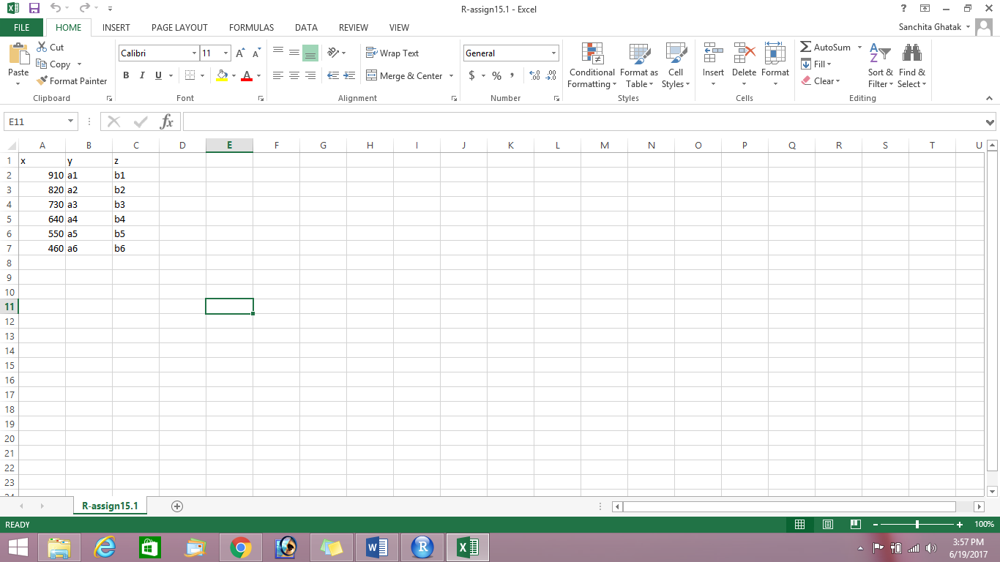 R-assign15.1 - Excel
FILE HOME INSERT PAGE LAYOUT FORMULAS DATA REVIEW VIEW Sanchita Ghatak
Paste
Cut
Copy
Format Painter
Clipboard
Calibri 11
B I U
Font
Wrap Text
Merge & Center
Alignment
General
$ % ,
Number
Conditional Formatting
Format as Table
Cell Styles
Styles
Insert
Delete
Format
Cells
AutoSum
Fill
Clear
Sort & Filter
Find & Select
Editing
E11
fx
A B C D E F G H I J K L M N O P Q R S T U
1 x y z
2 910 a1 b1
3 820 a2 b2
4 730 a3 b3
5 640 a4 b4
6 550 a5 b5
7 460 a6 b6
8
9
10
11
12
13
14
15
16
17
18
19
20
21
22
23
24
R-assign15.1
READY
100%
3:57 PM
6/19/2017